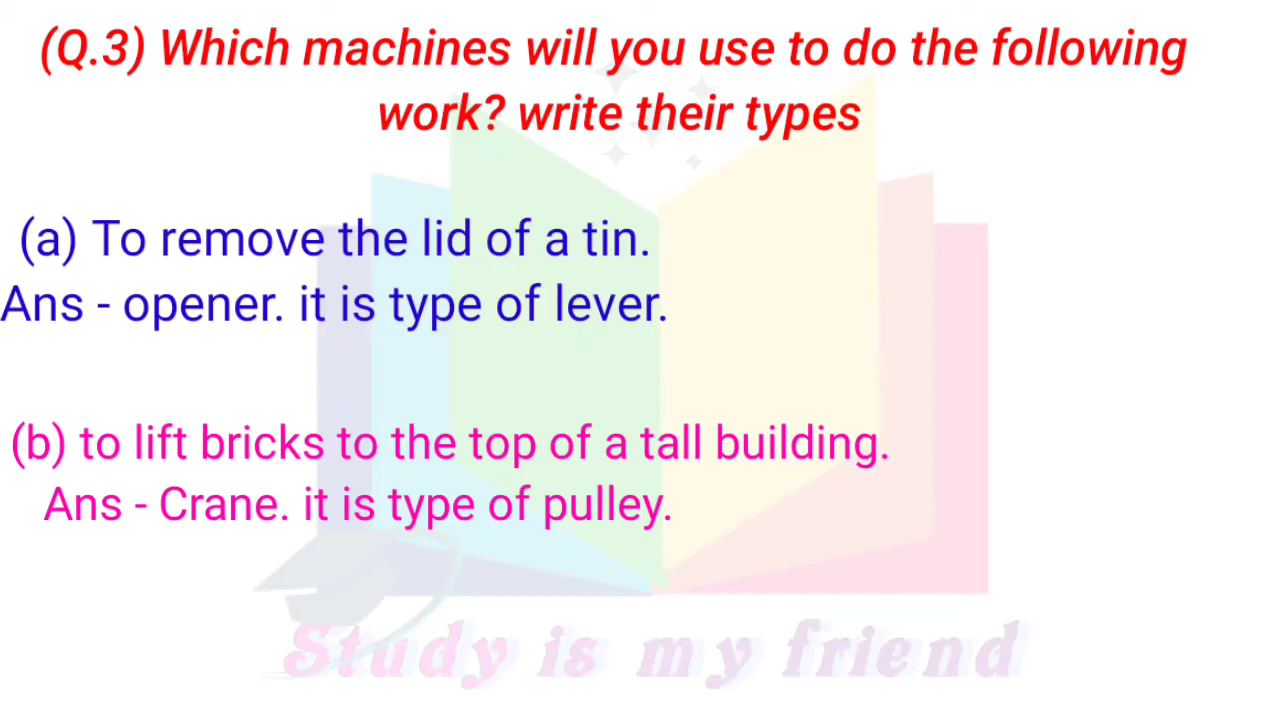 (Q.3) Which machines will you use to do the following
work? write their types
(a) To remove the lid of a tin.
Ans - opener. it is type of lever.
(b) to lift bricks to the top of a tall building.
Ans - Crane. it is type of pulley.
Study is my friend